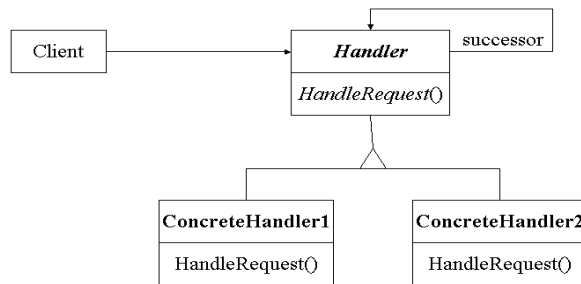 Client
Handler
successor
HandleRequest()
ConcreteHandler1
ConcreteHandler2
HandleRequest()
HandleRequest()